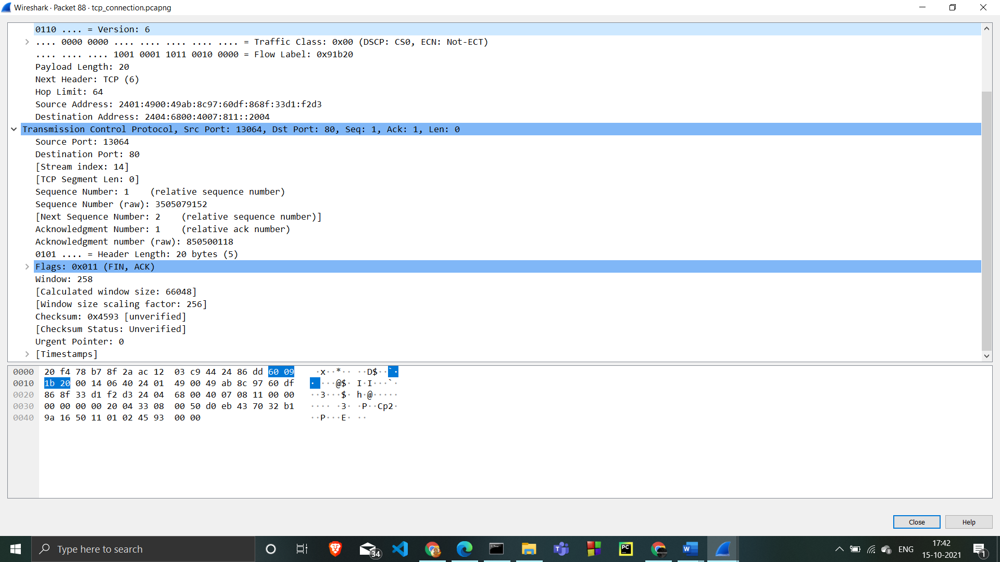 Wireshark · Packet 88 · tcp_connection.pcapng
0110 .... = Version: 6
.... 0000 0000 .... .... .... .... .... = Traffic Class: 0x00 (DSCP: CS0, ECN: Not-ECT)
.... .... .... 1001 0001 1011 0010 0000 = Flow Label: 0x91b20
Payload Length: 20
Next Header: TCP (6)
Hop Limit: 64
Source Address: 2401:4900:49ab:8c97:60df:868f:33d1:f2d3
Destination Address: 2404:6800:4007:811::2004
Transmission Control Protocol, Src Port: 13064, Dst Port: 80, Seq: 1, Ack: 1, Len: 0
Source Port: 13064
Destination Port: 80
[Stream index: 14]
[TCP Segment Len: 0]
Sequence Number: 1    (relative sequence number)
Sequence Number (raw): 3505079152
[Next Sequence Number: 2    (relative sequence number)]
Acknowledgment Number: 1    (relative ack number)
Acknowledgment number (raw): 850500118
0101 .... = Header Length: 20 bytes (5)
Flags: 0x011 (FIN, ACK)
Window: 258
[Calculated window size: 66048]
[Window size scaling factor: 256]
Checksum: 0x4593 [unverified]
[Checksum Status: Unverified]
Urgent Pointer: 0
[Timestamps]
0000 20 f4 78 b7 8f 2a ac 12  03 c9 44 24 86 dd 60 09   ·x··*·· ··D$··`·
0010 1b 20 00 14 06 40 24 01  49 00 49 ab 8c 97 60 df   · ···@$· I·I···`·
0020 86 8f 33 d1 f2 d3 24 04  68 00 40 07 08 11 00 00   ··3···$· h·@·····
0030 00 00 00 00 20 04 33 08  00 50 d0 eb 43 70 32 b1   ···· ·3· ·P··Cp2·
0040 9a 16 50 11 01 02 45 93  00 00   ··P···E· ··
Close Help
Type here to search
34
PC
ENG
17:42
15-10-2021
1